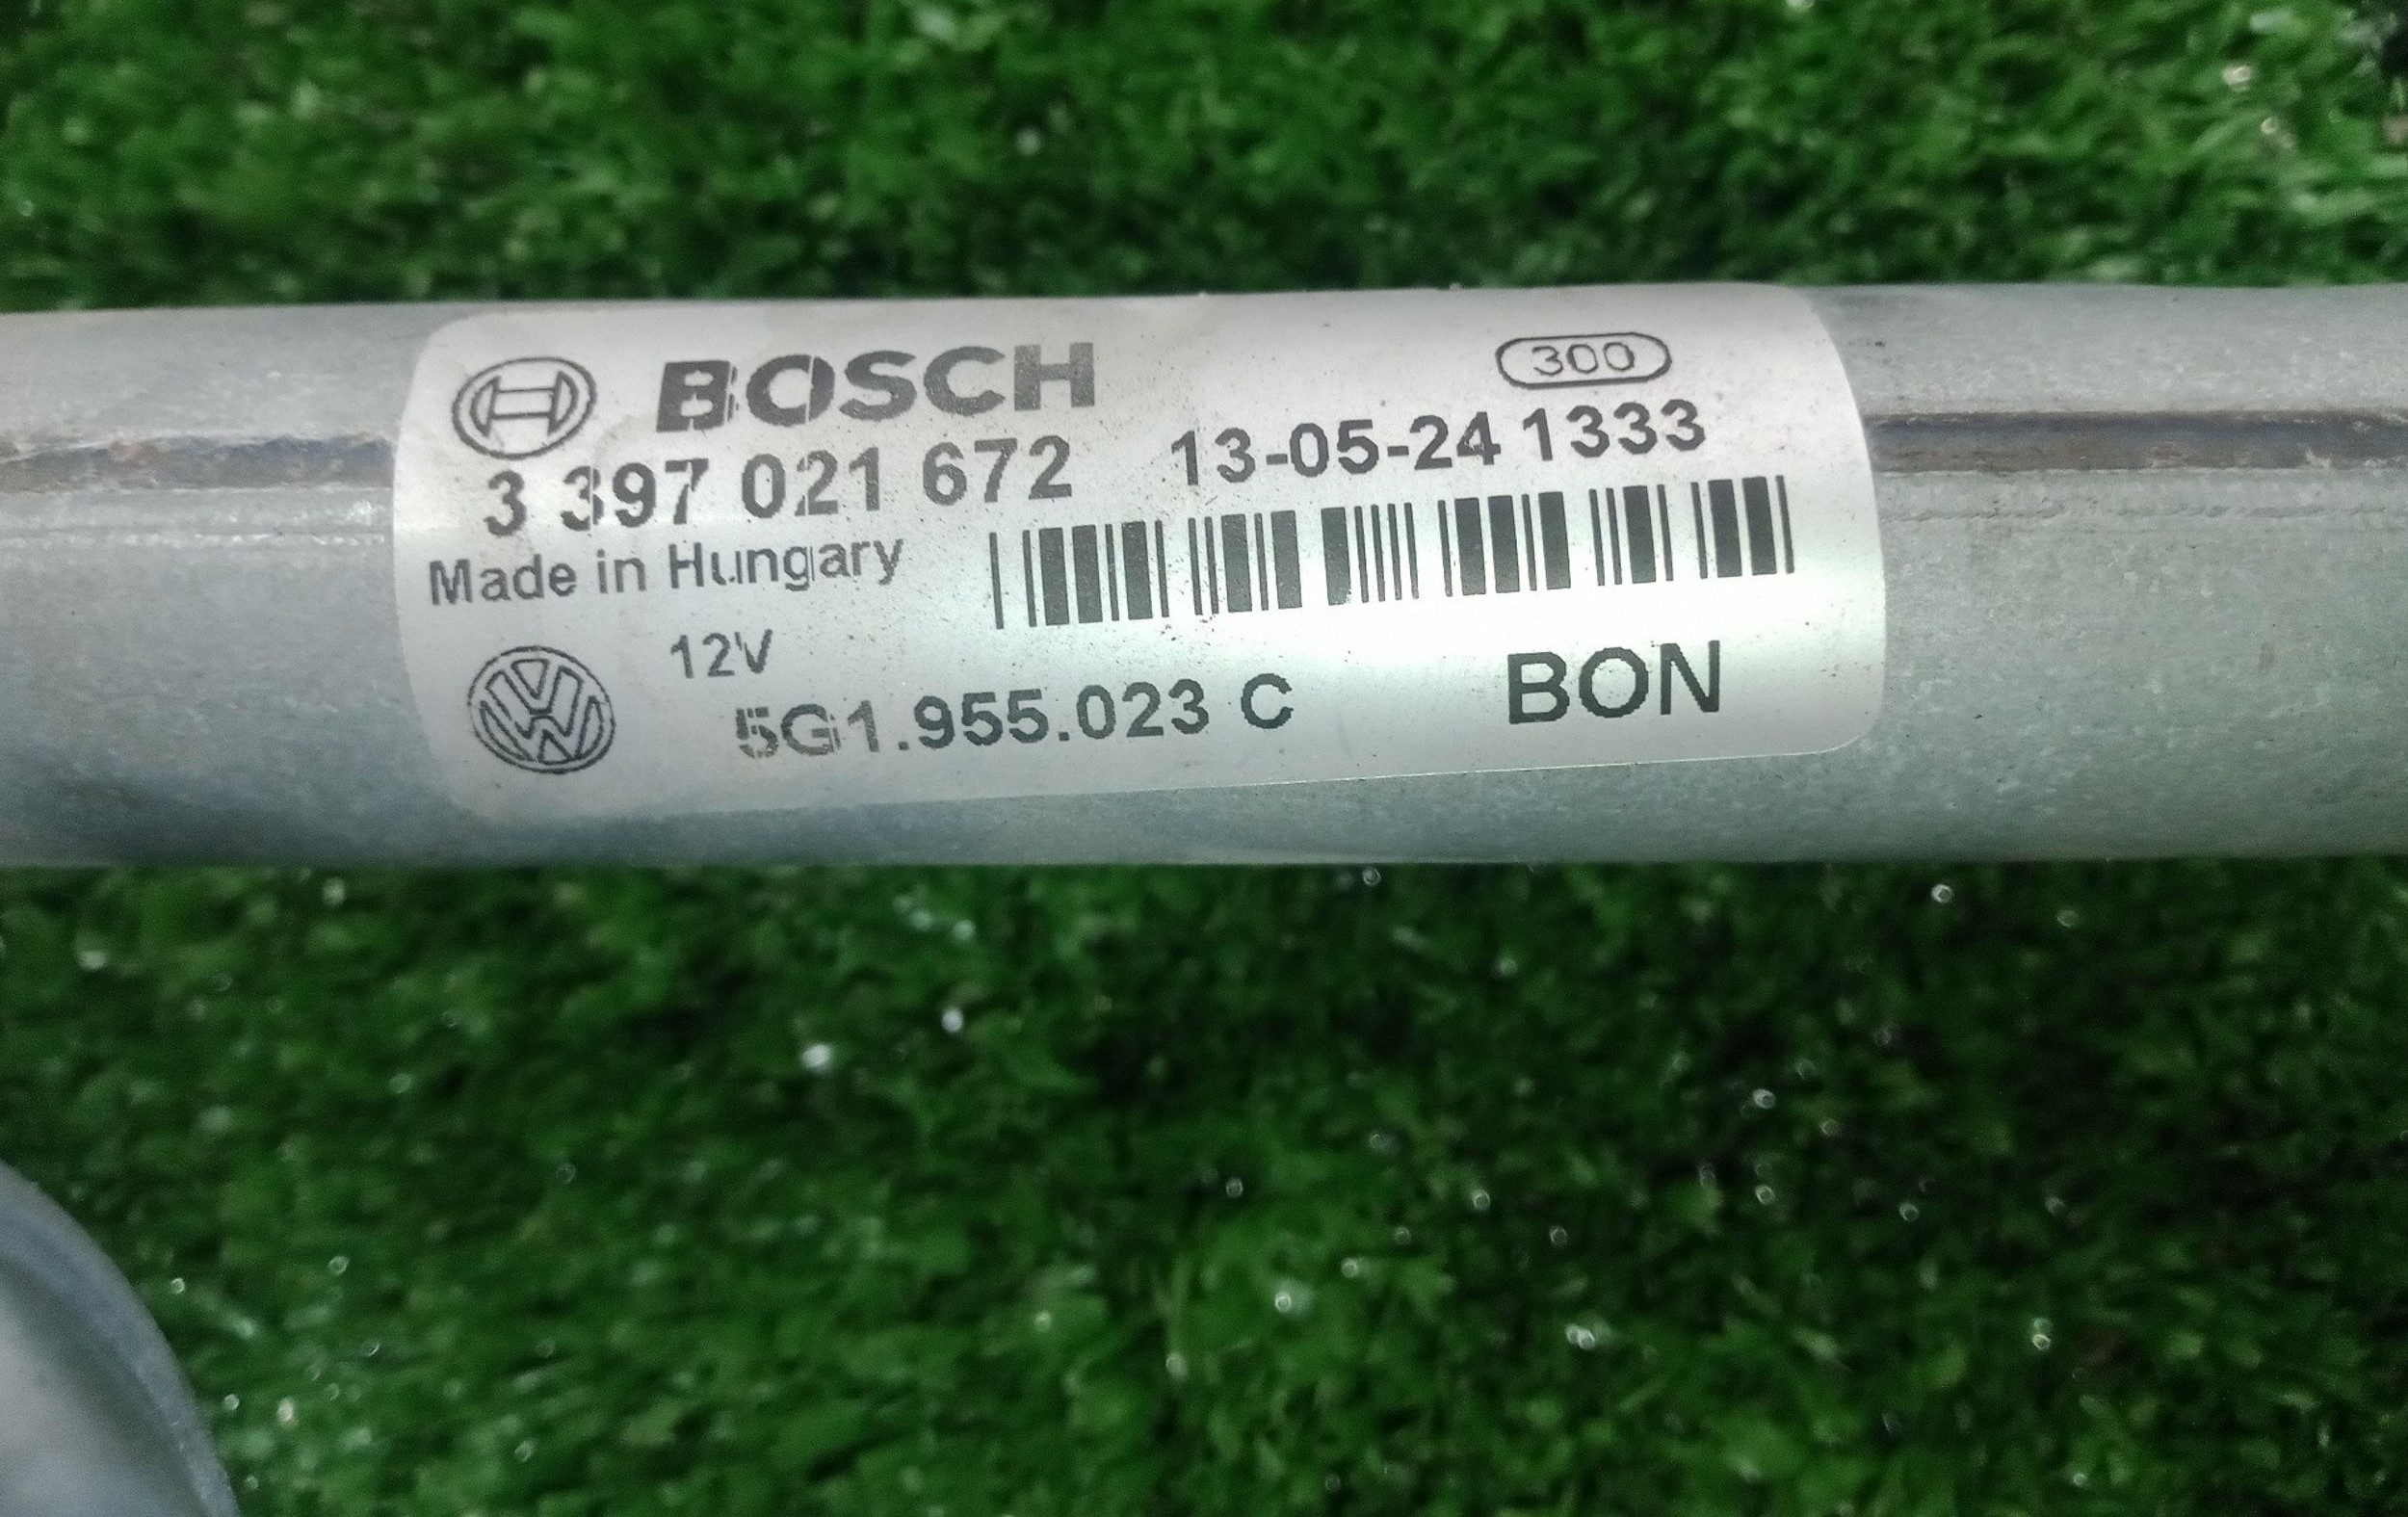 BOSCH 300
3 397 021 672 13-05-24 1333
Made in Hungary
12V
5G1.955.023 C BON